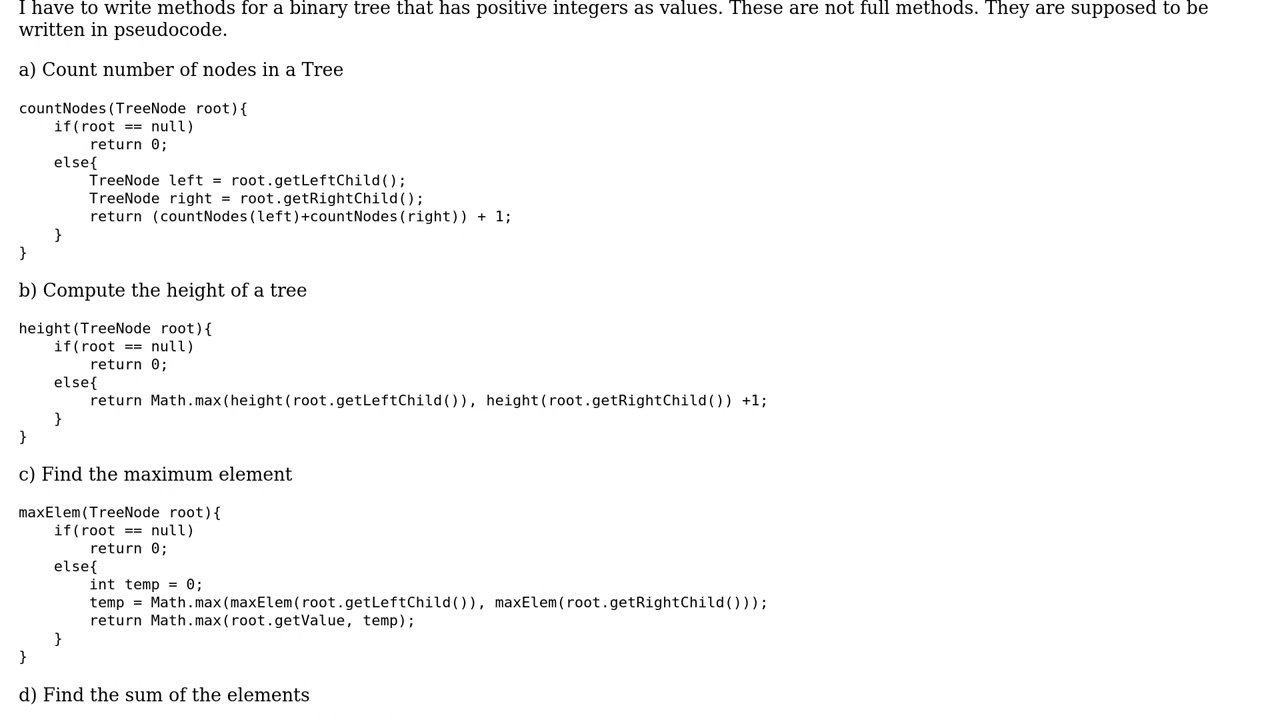 I have to write methods for a binary tree that has positive integers as values. These are not full methods. They are supposed to be
written in pseudocode.
a) Count number of nodes in a Tree
countNodes(TreeNode root){
    if(root == null)
        return 0;
    else{
        TreeNode left = root.getLeftChild();
        TreeNode right = root.getRightChild();
        return (countNodes(left)+countNodes(right)) + 1;
    }
}
b) Compute the height of a tree
height(TreeNode root){
    if(root == null)
        return 0;
    else{
        return Math.max(height(root.getLeftChild()), height(root.getRightChild()) +1;
    }
}
c) Find the maximum element
maxElem(TreeNode root){
    if(root == null)
        return 0;
    else{
        int temp = 0;
        temp = Math.max(maxElem(root.getLeftChild()), maxElem(root.getRightChild()));
        return Math.max(root.getValue, temp);
    }
}
d) Find the sum of the elements